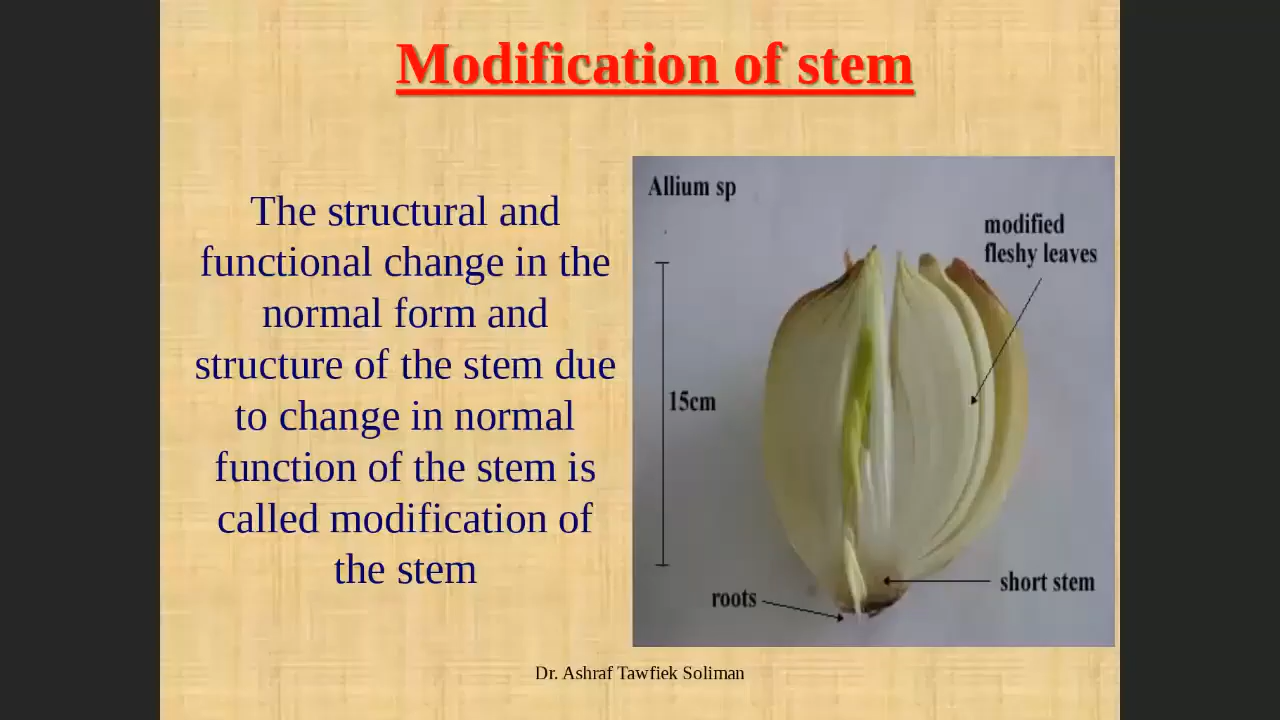 Modification of stem
The structural and
functional change in the
normal form and
structure of the stem due
to change in normal
function of the stem is
called modification of
the stem
Allium sp
modified
fleshy leaves
15cm
short stem
roots
Dr. Ashraf Tawfiek Soliman